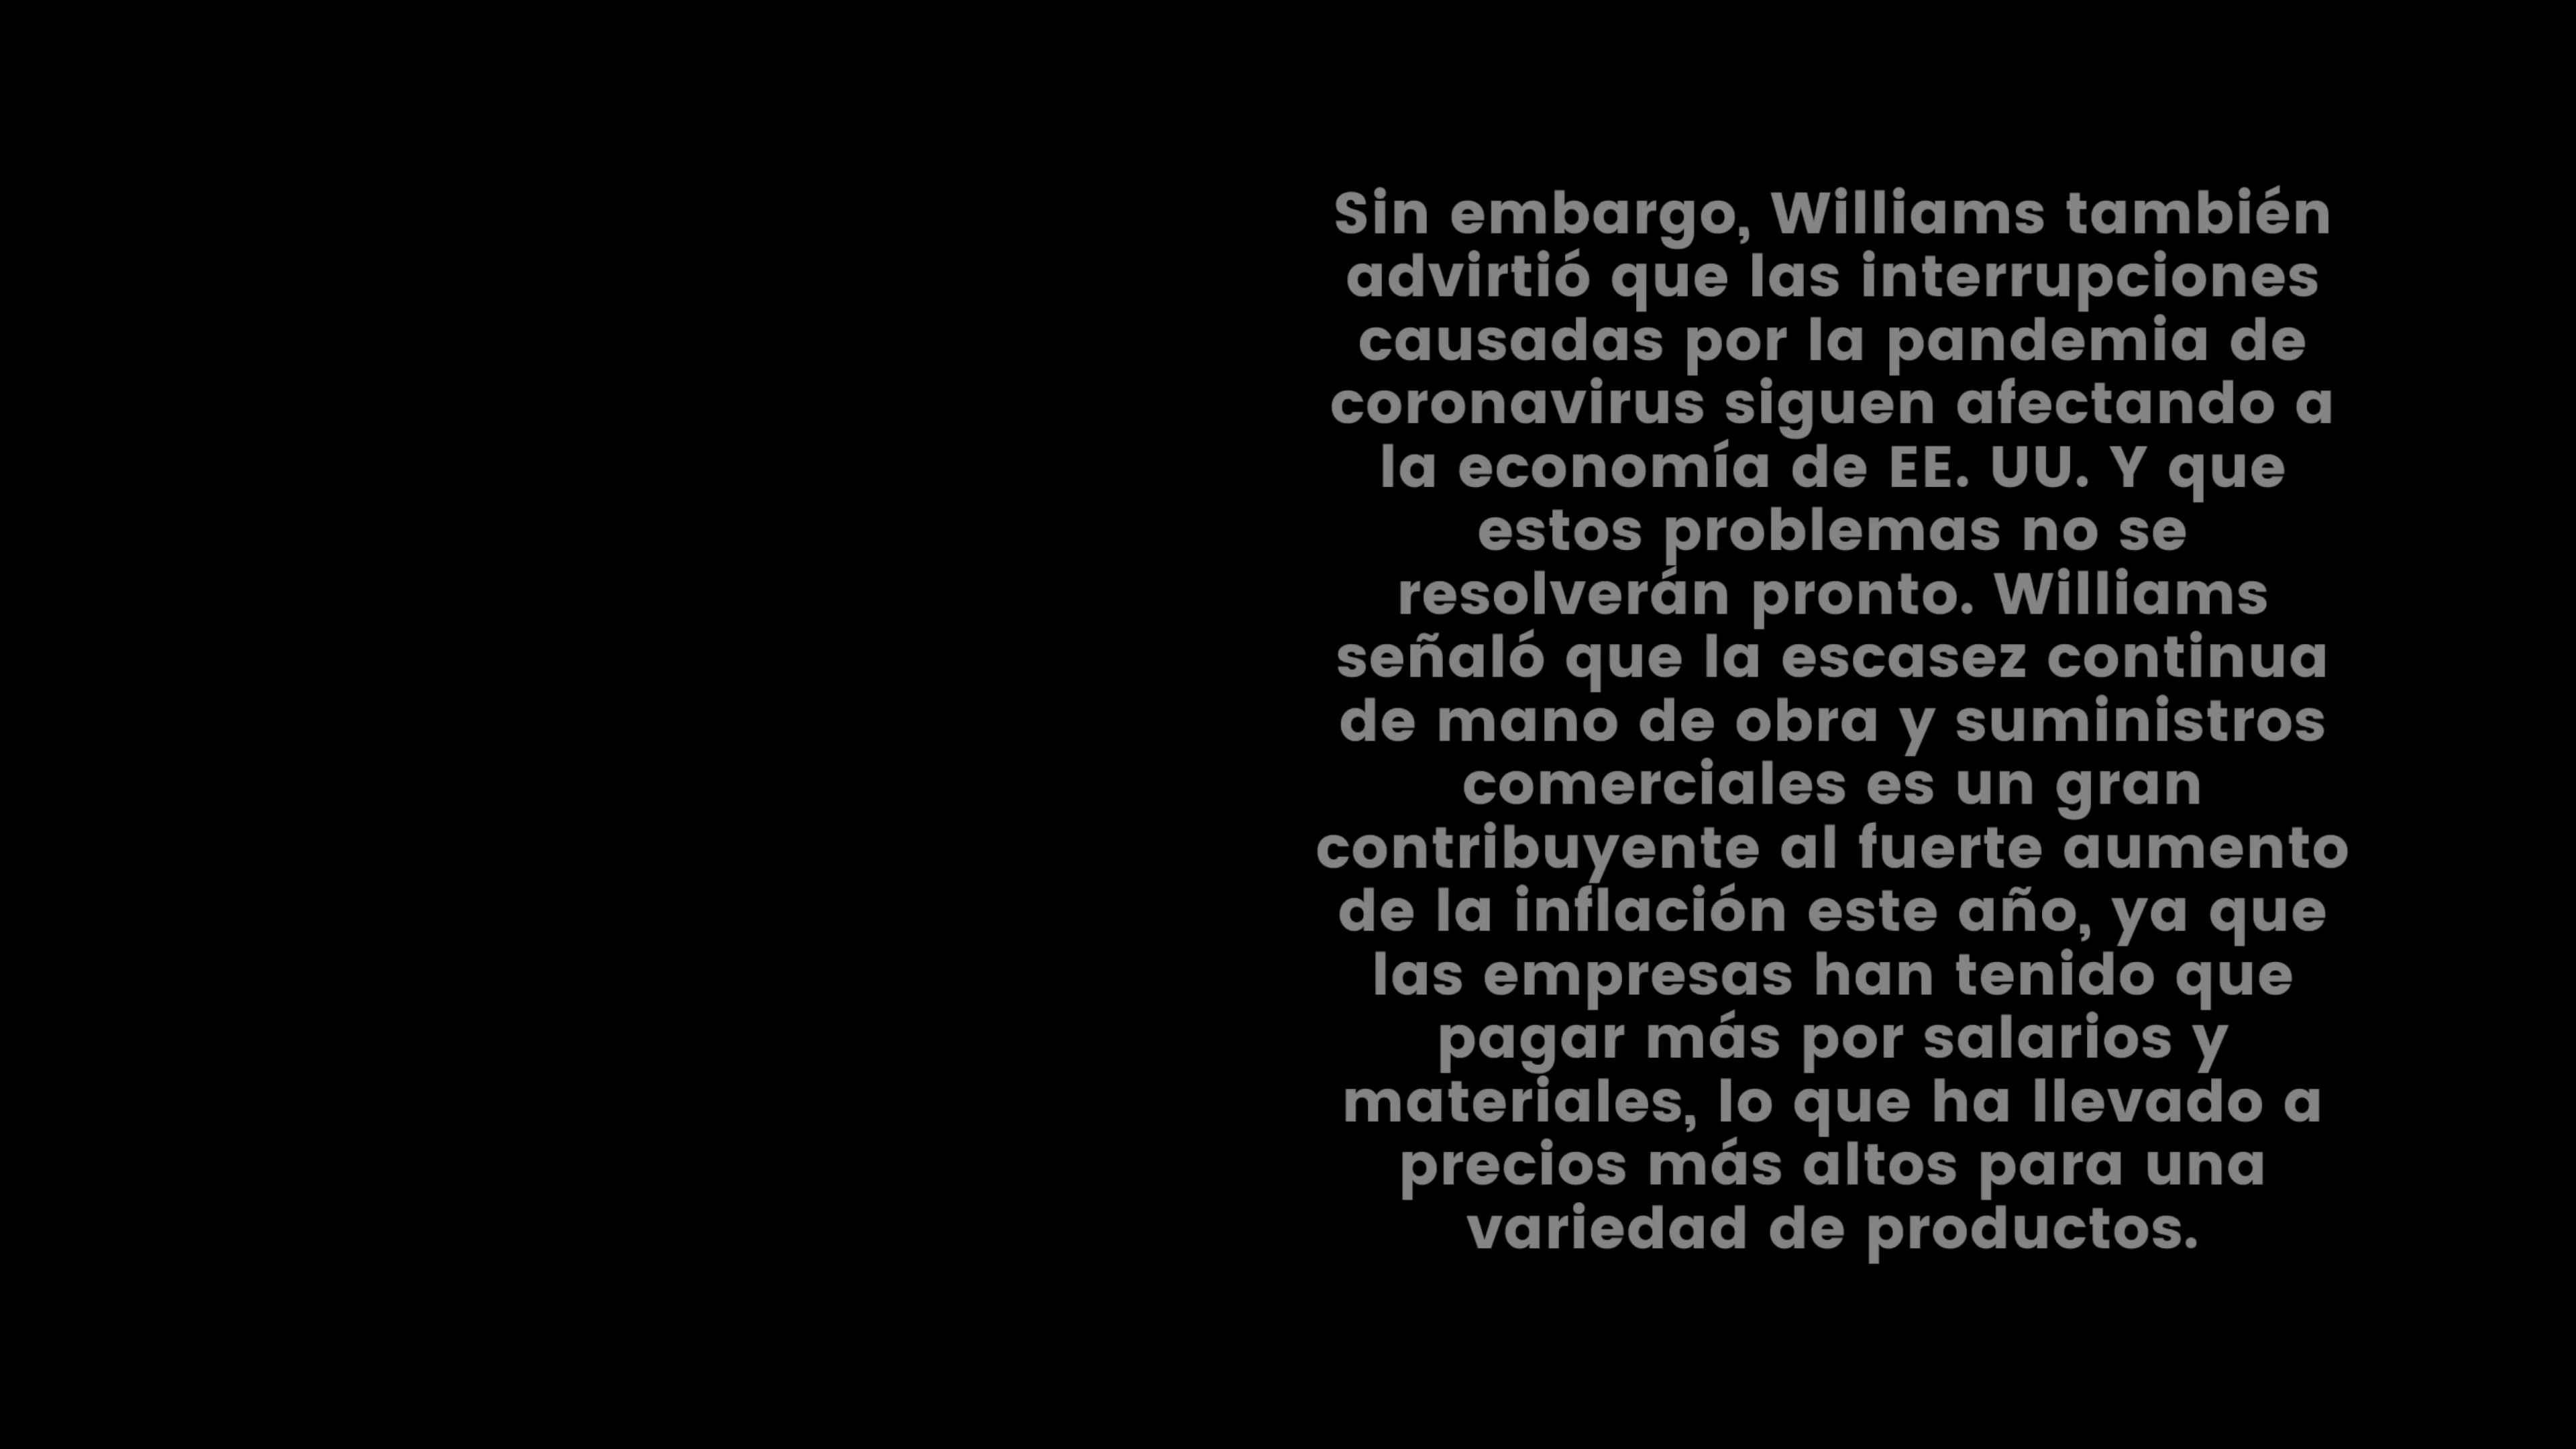 Sin embargo, Williams también
advirtió que las interrupciones
causadas por la pandemia de
coronavirus siguen afectando a
la economía de EE. UU. Y que
estos problemas no se
resolverán pronto. Williams
señaló que la escasez continua
de mano de obra y suministros
comerciales es un gran
contribuyente al fuerte aumento
de la inflación este año, ya que
las empresas han tenido que
pagar más por salarios y
materiales, lo que ha llevado a
precios más altos para una
variedad de productos.